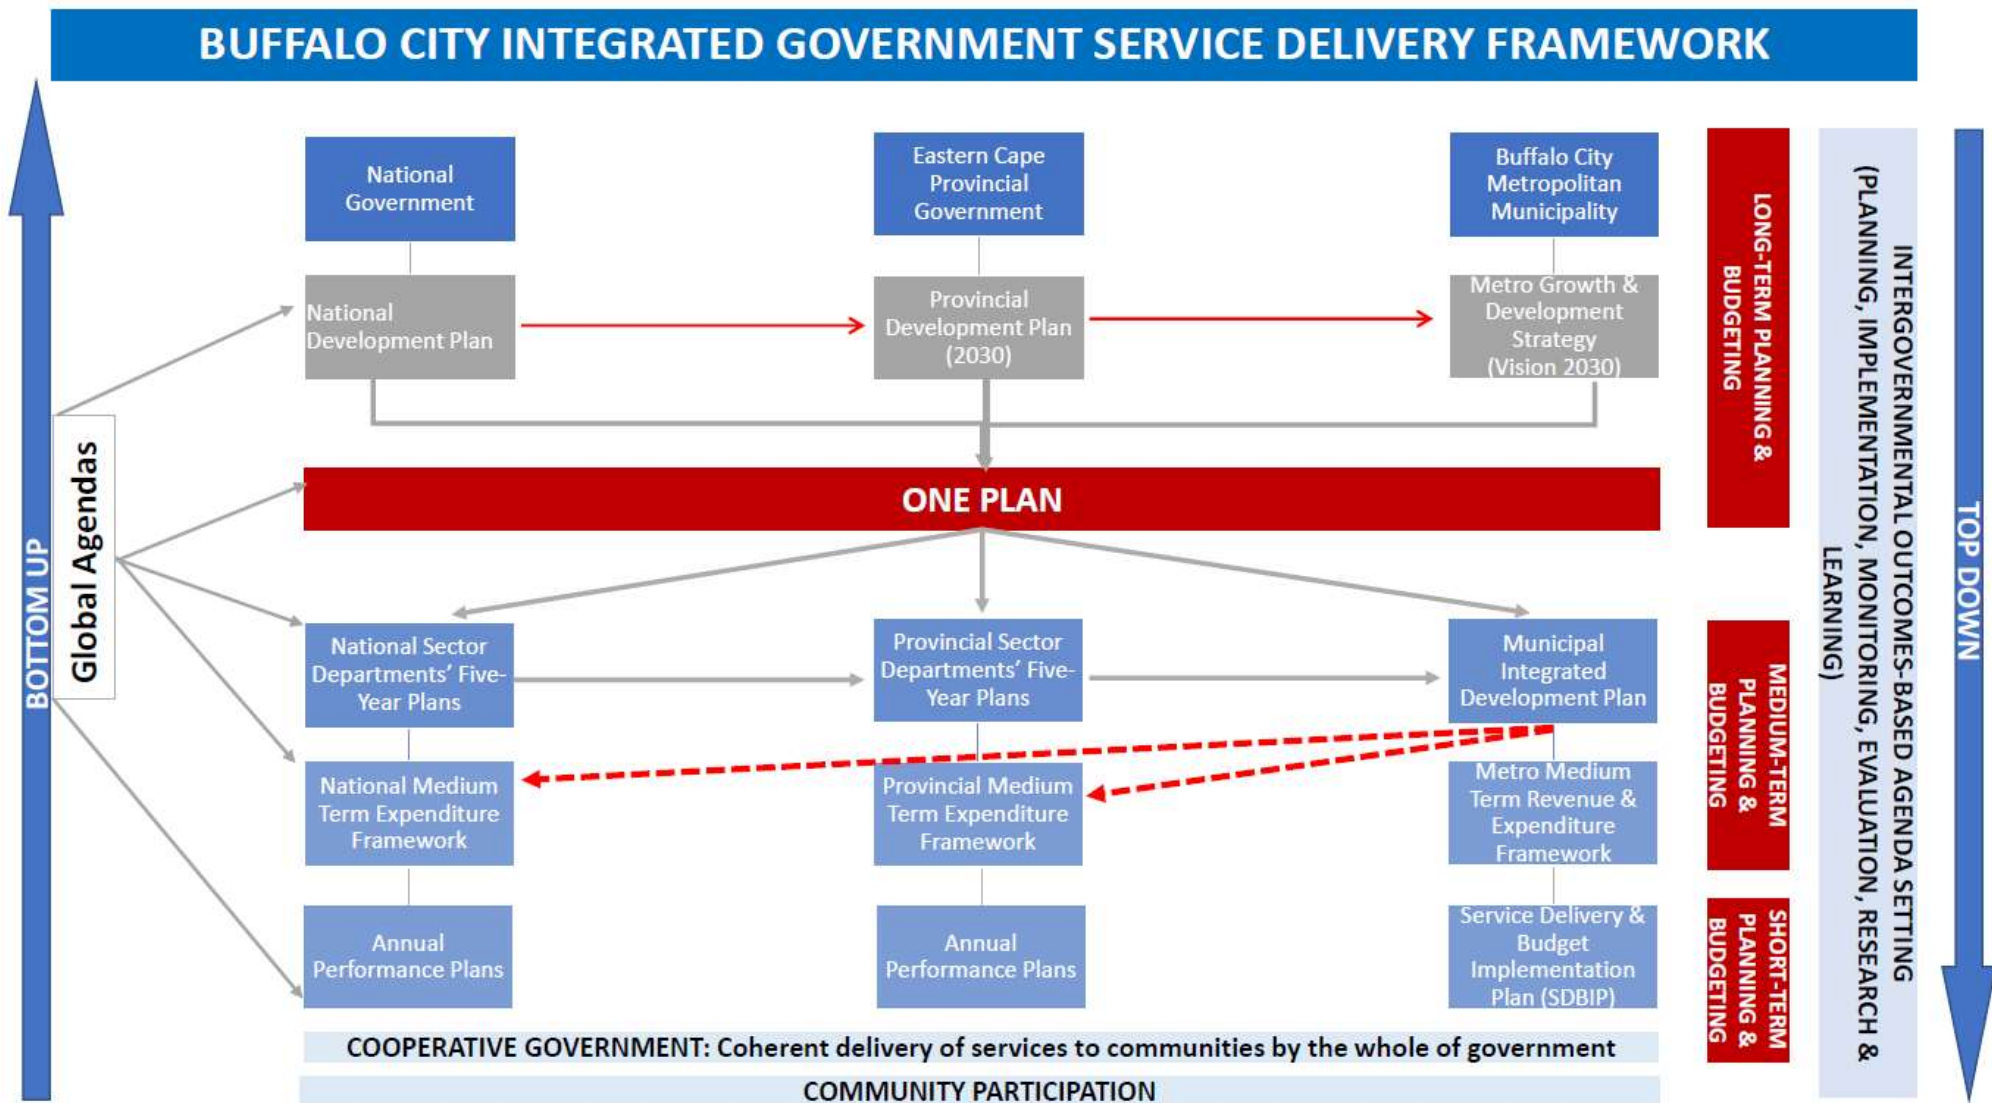 BUFFALO CITY INTEGRATED GOVERNMENT SERVICE DELIVERY FRAMEWORK
BOTTOM UP
Global Agendas
National
Government
Eastern Cape
Provincial
Government
Buffalo City
Metropolitan
Municipality
National
Development Plan
Provincial
Development Plan
(2030)
Metro Growth &
Development
Strategy
(Vision 2030)
ONE PLAN
National Sector
Departments’ Five-
Year Plans
Provincial Sector
Departments’ Five-
Year Plans
Municipal
Integrated
Development Plan
National Medium
Term Expenditure
Framework
Provincial Medium
Term Expenditure
Framework
Metro Medium
Term Revenue &
Expenditure
Framework
Annual
Performance Plans
Annual
Performance Plans
Service Delivery &
Budget
Implementation
Plan (SDBIP)
COOPERATIVE GOVERNMENT: Coherent delivery of services to communities by the whole of government
COMMUNITY PARTICIPATION
LONG-TERM PLANNING &
BUDGETING
MEDIUM-TERM
PLANNING &
BUDGETING
SHORT-TERM
PLANNING &
BUDGETING
INTERGOVERNMENTAL OUTCOMES-BASED AGENDA SETTING
(PLANNING, IMPLEMENTATION, MONITORING, EVALUATION, RESEARCH &
LEARNING)
TOP DOWN